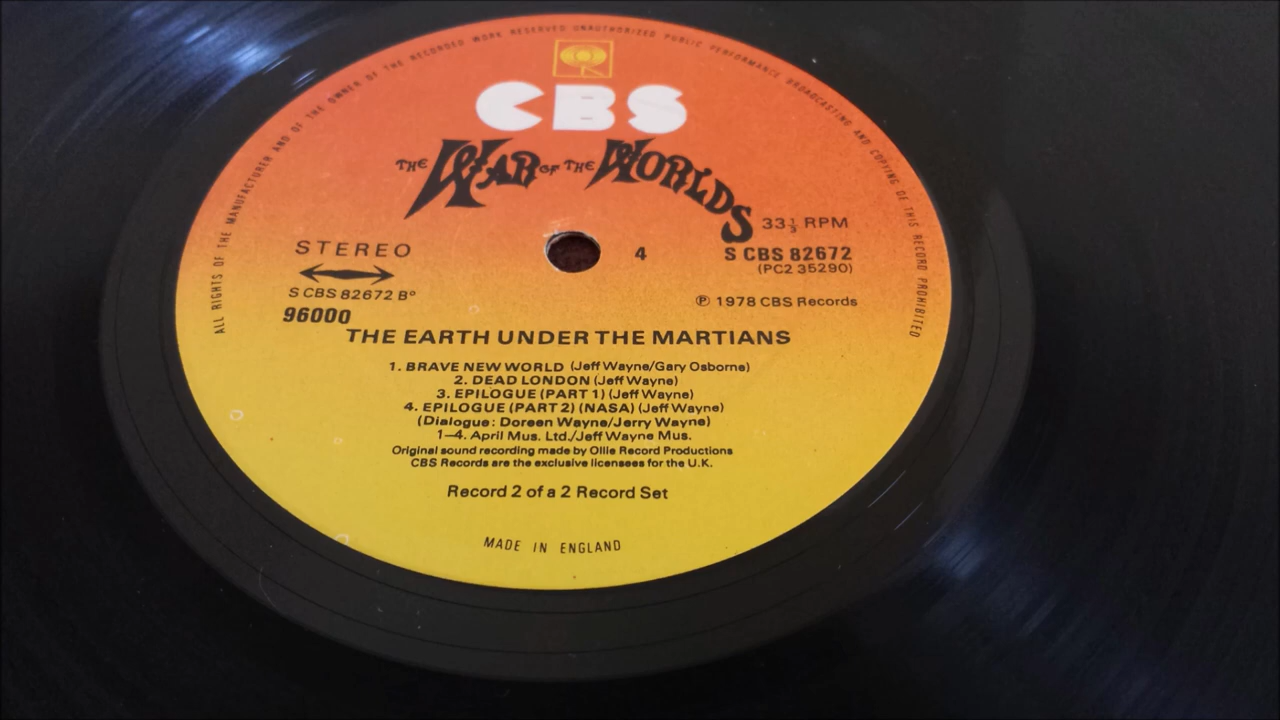 ALL RIGHTS OF THE MANUFACTURER AND OF THE OWNER OF THE RECORDED WORK RESERVED UNAUTHORIZED PUBLIC PERFORMANCE BROADCASTING AND COPYING OF THIS RECORD PROHIBITED
CBS
THE WAR OF THE WORLDS
33⅓ RPM
STEREO
4
S CBS 82672
(PC2 35290)
S CBS 82672 Bº
℗ 1978 CBS Records
96000
THE EARTH UNDER THE MARTIANS
1. BRAVE NEW WORLD (Jeff Wayne/Gary Osborne)
2. DEAD LONDON (Jeff Wayne)
3. EPILOGUE (PART 1) (Jeff Wayne)
4. EPILOGUE (PART 2) (NASA) (Jeff Wayne)
(Dialogue: Doreen Wayne/Jerry Wayne)
1–4. April Mus. Ltd./Jeff Wayne Mus.
Original sound recording made by Ollie Record Productions
CBS Records are the exclusive licensees for the U.K.
Record 2 of a 2 Record Set
MADE IN ENGLAND